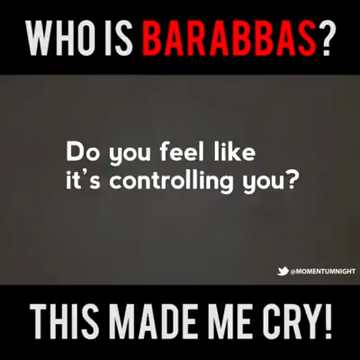 WHO IS BARABBAS?
Do you feel like
it's controlling you?
@MOMENTUMNIGHT
THIS MADE ME CRY!